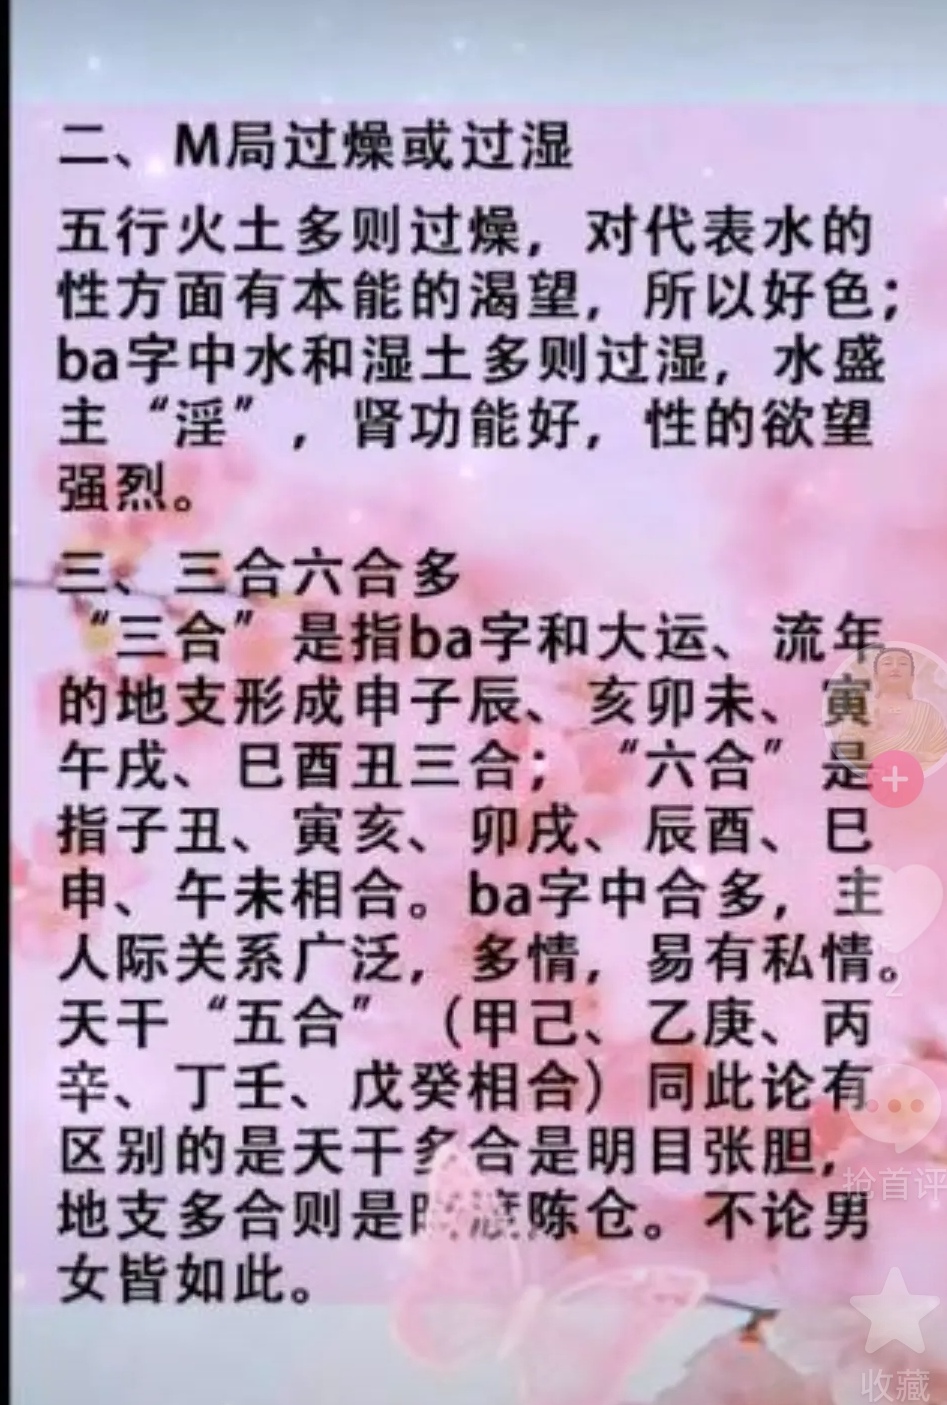 二、M局过燥或过湿
五行火土多则过燥，对代表水的
性方面有本能的渴望，所以好色；
ba字中水和湿土多则过湿，水盛
主“淫”，肾功能好，性的欲望
强烈。
三、三合六合多
“三合”是指ba字和大运、流年
的地支形成申子辰、亥卯未、寅
午戌、巳酉丑三合；“六合”是
指子丑、寅亥、卯戌、辰酉、巳
申、午未相合。ba字中合多，主
人际关系广泛，多情，易有私情。
天干“五合”（甲己、乙庚、丙
辛、丁壬、戊癸相合）同此论有
区别的是天干多合是明目张胆，
地支多合则是陈仓。不论男
女皆如此。
2
抢首评
收藏